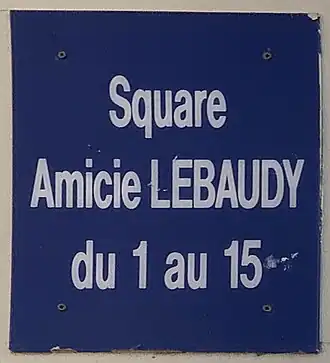 Square
Amicie LEBAUDY
du 1 au 15